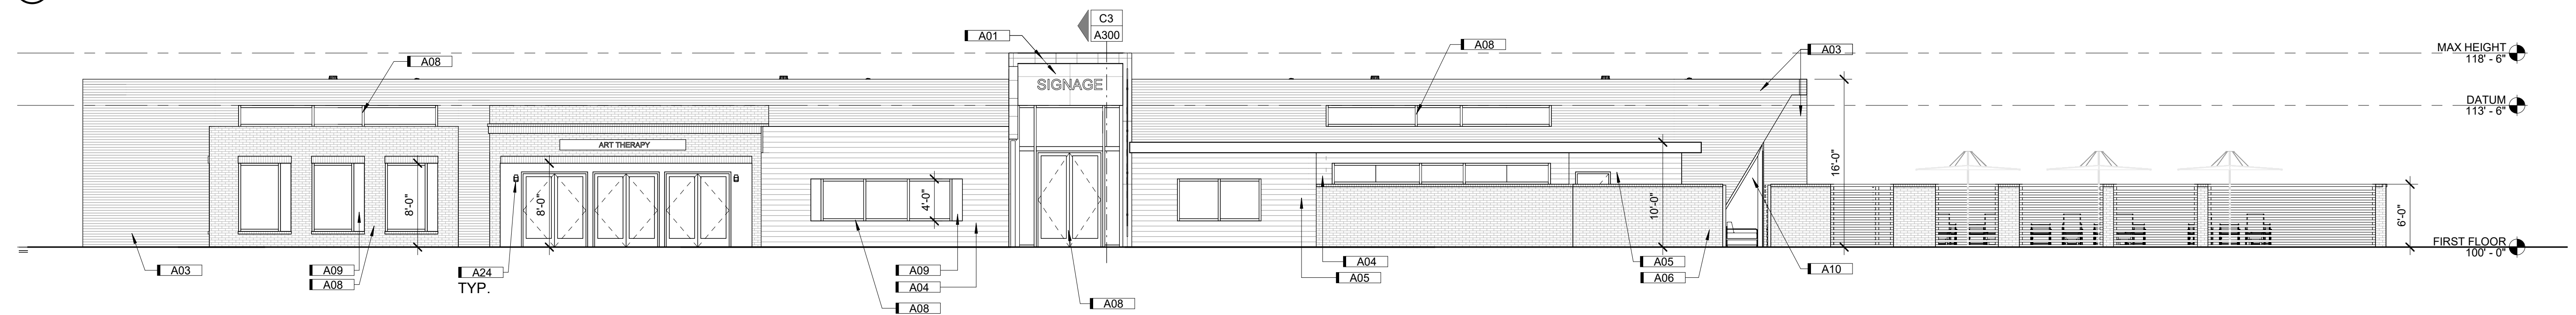 C3
A300
A01
A08
A03
MAX HEIGHT
118' - 6"
A08
SIGNAGE
DATUM
113' - 6"
ART THERAPY
16'-0"
8'-0"
8'-0"
4'-0"
10'-0"
6'-0"
FIRST FLOOR
100' - 0"
A03
A09
A08
A24
TYP.
A09
A04
A08
A08
A04
A05
A05
A06
A10